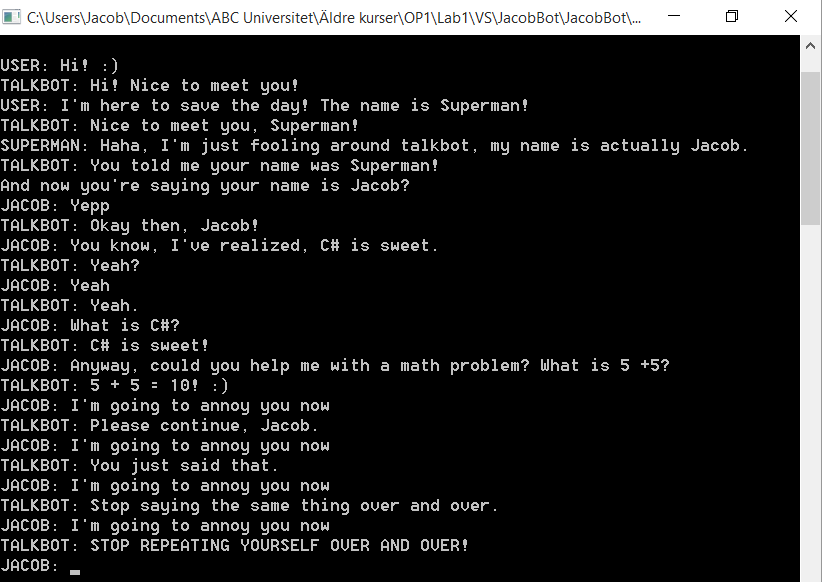 C:\Users\Jacob\Documents\ABC Universitet\Äldre kurser\OP1\Lab1\VS\JacobBot\JacobBot\...
USER: Hi! :)
TALKBOT: Hi! Nice to meet you!
USER: I'm here to save the day! The name is Superman!
TALKBOT: Nice to meet you, Superman!
SUPERMAN: Haha, I'm just fooling around talkbot, my name is actually Jacob.
TALKBOT: You told me your name was Superman!
And now you're saying your name is Jacob?
JACOB: Yepp
TALKBOT: Okay then, Jacob!
JACOB: You know, I've realized, C# is sweet.
TALKBOT: Yeah?
JACOB: Yeah
TALKBOT: Yeah.
JACOB: What is C#?
TALKBOT: C# is sweet!
JACOB: Anyway, could you help me with a math problem? What is 5 +5?
TALKBOT: 5 + 5 = 10! :)
JACOB: I'm going to annoy you now
TALKBOT: Please continue, Jacob.
JACOB: I'm going to annoy you now
TALKBOT: You just said that.
JACOB: I'm going to annoy you now
TALKBOT: Stop saying the same thing over and over.
JACOB: I'm going to annoy you now
TALKBOT: STOP REPEATING YOURSELF OVER AND OVER!
JACOB: _